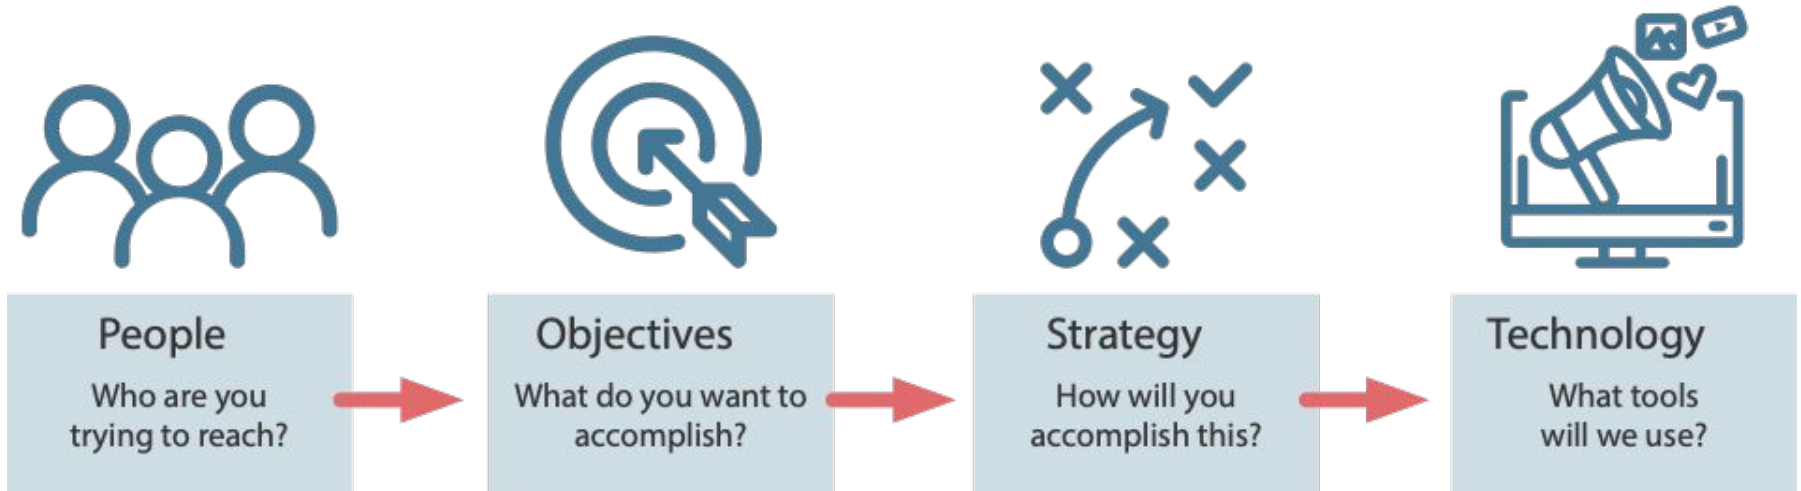 People
Who are you
trying to reach?
Objectives
What do you want to
accomplish?
Strategy
How will you
accomplish this?
Technology
What tools
will we use?